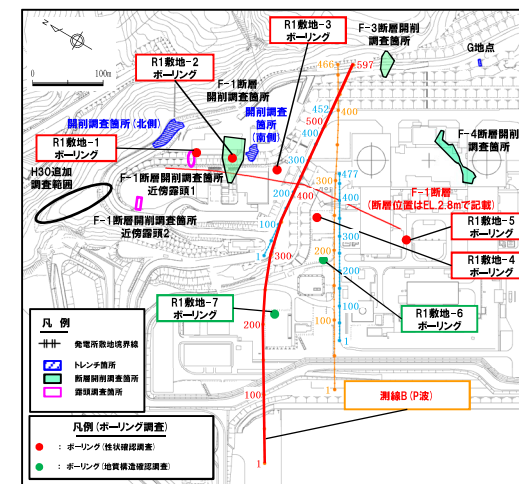 N
0
100m
R1敷地-3
ボーリング
F-3断層開削
調査箇所
G地点
R1敷地-2
ボーリング
F-1断層
開削調査箇所
466
597
400
452
500
400
開削調査箇所(北側)
開削調査
箇所
(南側)
R1敷地-1
ボーリング
F-4断層開削
調査箇所
H30追加
調査範囲
F-1断層開削調査箇所
近傍露頭1
300
200
400
300
477
400
F-1断層
(断層位置はEL2.8mで記載)
F-1断層開削調査箇所
近傍露頭2
100
1
300
200
300
200
R1敷地-5
ボーリング
R1敷地-4
ボーリング
R1敷地-7
ボーリング
R1敷地-6
ボーリング
200
100
100
1
1
凡 例
発電所敷地境界線
トレンチ箇所
断層開削調査箇所
露頭調査箇所
測線B(P波)
100
1
凡例(ボーリング調査)
: ボーリング(性状確認調査)
: ボーリング(地質構造確認調査)